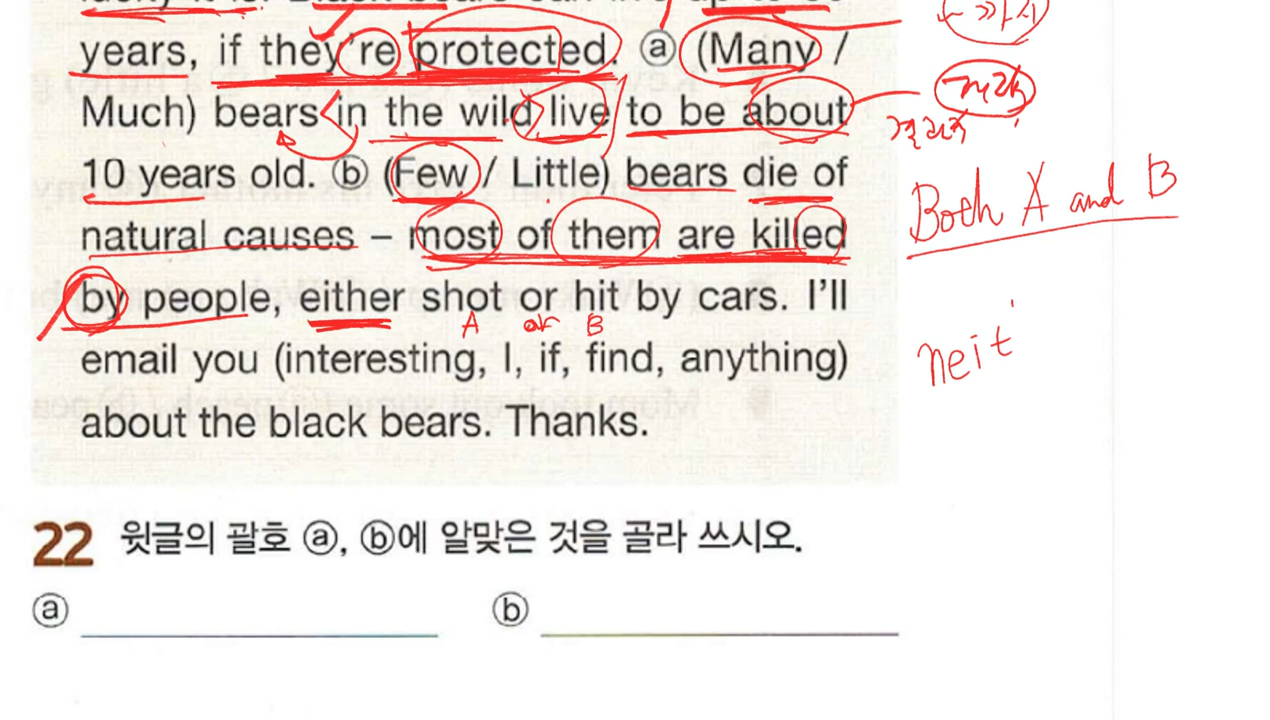 years, if they're protected. ⓐ (Many /
Much) bears in the wild live to be about
10 years old. ⓑ (Few / Little) bears die of
natural causes – most of them are killed
by people, either shot or hit by cars. I'll
A or B
email you (interesting, I, if, find, anything)
about the black bears. Thanks.
Both A and B
neit
22 윗글의 괄호 ⓐ, ⓑ에 알맞은 것을 골라 쓰시오.
ⓐ ⓑ